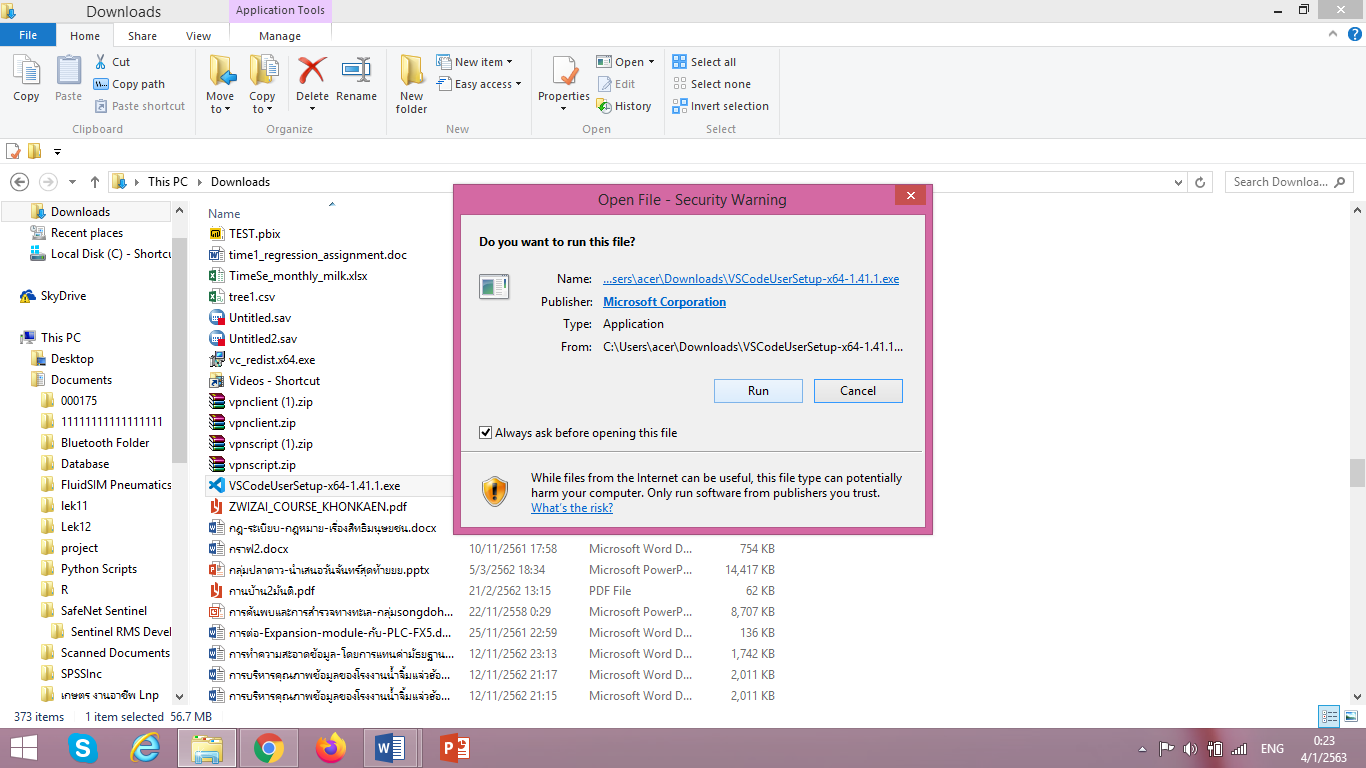 Downloads
Application Tools
File
Home
Share
View
Manage
Copy
Paste
Cut
Copy path
Paste shortcut
Clipboard
Move to
Copy to
Delete
Rename
Organize
New folder
New item
Easy access
New
Properties
Open
Edit
History
Open
Select all
Select none
Invert selection
Select
This PC
Downloads
Search Downloa...
Downloads
Recent places
Local Disk (C) - Shortcu
SkyDrive
This PC
Desktop
Documents
000175
11111111111111111
Bluetooth Folder
Database
FluidSIM Pneumatics
lek11
Lek12
project
Python Scripts
R
SafeNet Sentinel
Sentinel RMS Devel
Scanned Documents
SPSSInc
เกษตร งานอาชีพ Lnp
Name
TEST.pbix
time1_regression_assignment.doc
TimeSe_monthly_milk.xlsx
tree1.csv
Untitled.sav
Untitled2.sav
vc_redist.x64.exe
Videos - Shortcut
vpnclient (1).zip
vpnclient.zip
vpnscript (1).zip
vpnscript.zip
VSCodeUserSetup-x64-1.41.1.exe
ZWIZAI_COURSE_KHONKAEN.pdf
กฎ-ระเบียบ-กฎหมาย-เรื่องสิทธิมนุษยชน.docx
กราฟ2.docx 10/11/2561 17:58 Microsoft Word D... 754 KB
กลุ่มปลาดาว-นำเสนอวันจันทร์สุดท้ายยย.pptx 5/3/2562 18:34 Microsoft PowerP... 14,417 KB
กานบ้าน2มันติ.pdf 21/2/2562 13:15 PDF File 62 KB
การค้นพบและการสำรวจทางทะเล-กลุ่มsongdoh... 22/11/2558 0:29 Microsoft PowerP... 8,707 KB
การต่อ-Expansion-module-กับ-PLC-FX5.d... 25/11/2561 22:59 Microsoft Word D... 136 KB
การทำความสะอาดข้อมูล-โดยการแทนค่ามัธยฐาน... 12/11/2562 23:13 Microsoft Word D... 1,742 KB
การบริหารคุณภาพข้อมูลของโรงงานน้ำจิ้มแจ่วฮ้อ... 12/11/2562 21:17 Microsoft Word D... 2,011 KB
การบริหารคุณภาพข้อมูลของโรงงานน้ำจิ้มแจ่วฮ้อ... 12/11/2562 21:15 Microsoft Word D... 2,011 KB
Open File - Security Warning
Do you want to run this file?
Name: ...sers\acer\Downloads\VSCodeUserSetup-x64-1.41.1.exe
Publisher: Microsoft Corporation
Type: Application
From: C:\Users\acer\Downloads\VSCodeUserSetup-x64-1.41.1...
Run
Cancel
Always ask before opening this file
While files from the Internet can be useful, this file type can potentially
harm your computer. Only run software from publishers you trust.
What's the risk?
373 items 1 item selected 56.7 MB
ENG
0:23
4/1/2563